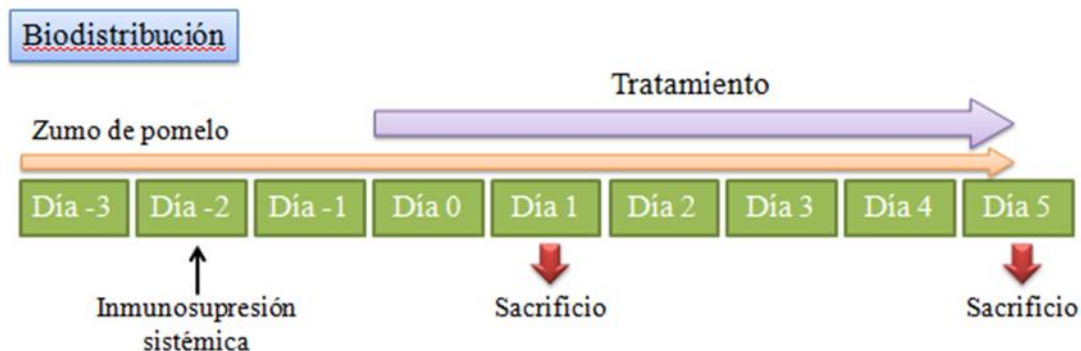 Biodistribución
Tratamiento
Zumo de pomelo
Día -3 Día -2 Día -1 Día 0 Día 1 Día 2 Día 3 Día 4 Día 5
Inmunosupresión
sistémica
Sacrificio
Sacrificio